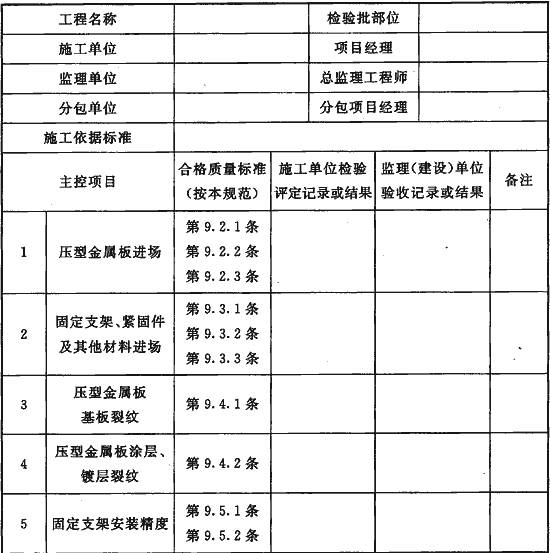 工程名称 检验批部位
施工单位 项目经理
监理单位 总监理工程师
分包单位 分包项目经理
施工依据标准
主控项目 合格质量标准(按本规范) 施工单位检验评定记录或结果 监理(建设)单位验收记录或结果 备注
1 压型金属板进场 第9.2.1条
第9.2.2条
第9.2.3条
2 固定支架、紧固件及其他材料进场 第9.3.1条
第9.3.2条
第9.3.3条
3 压型金属板基板裂纹 第9.4.1条
4 压型金属板涂层、镀层裂纹 第9.4.2条
5 固定支架安装精度 第9.5.1条
第9.5.2条